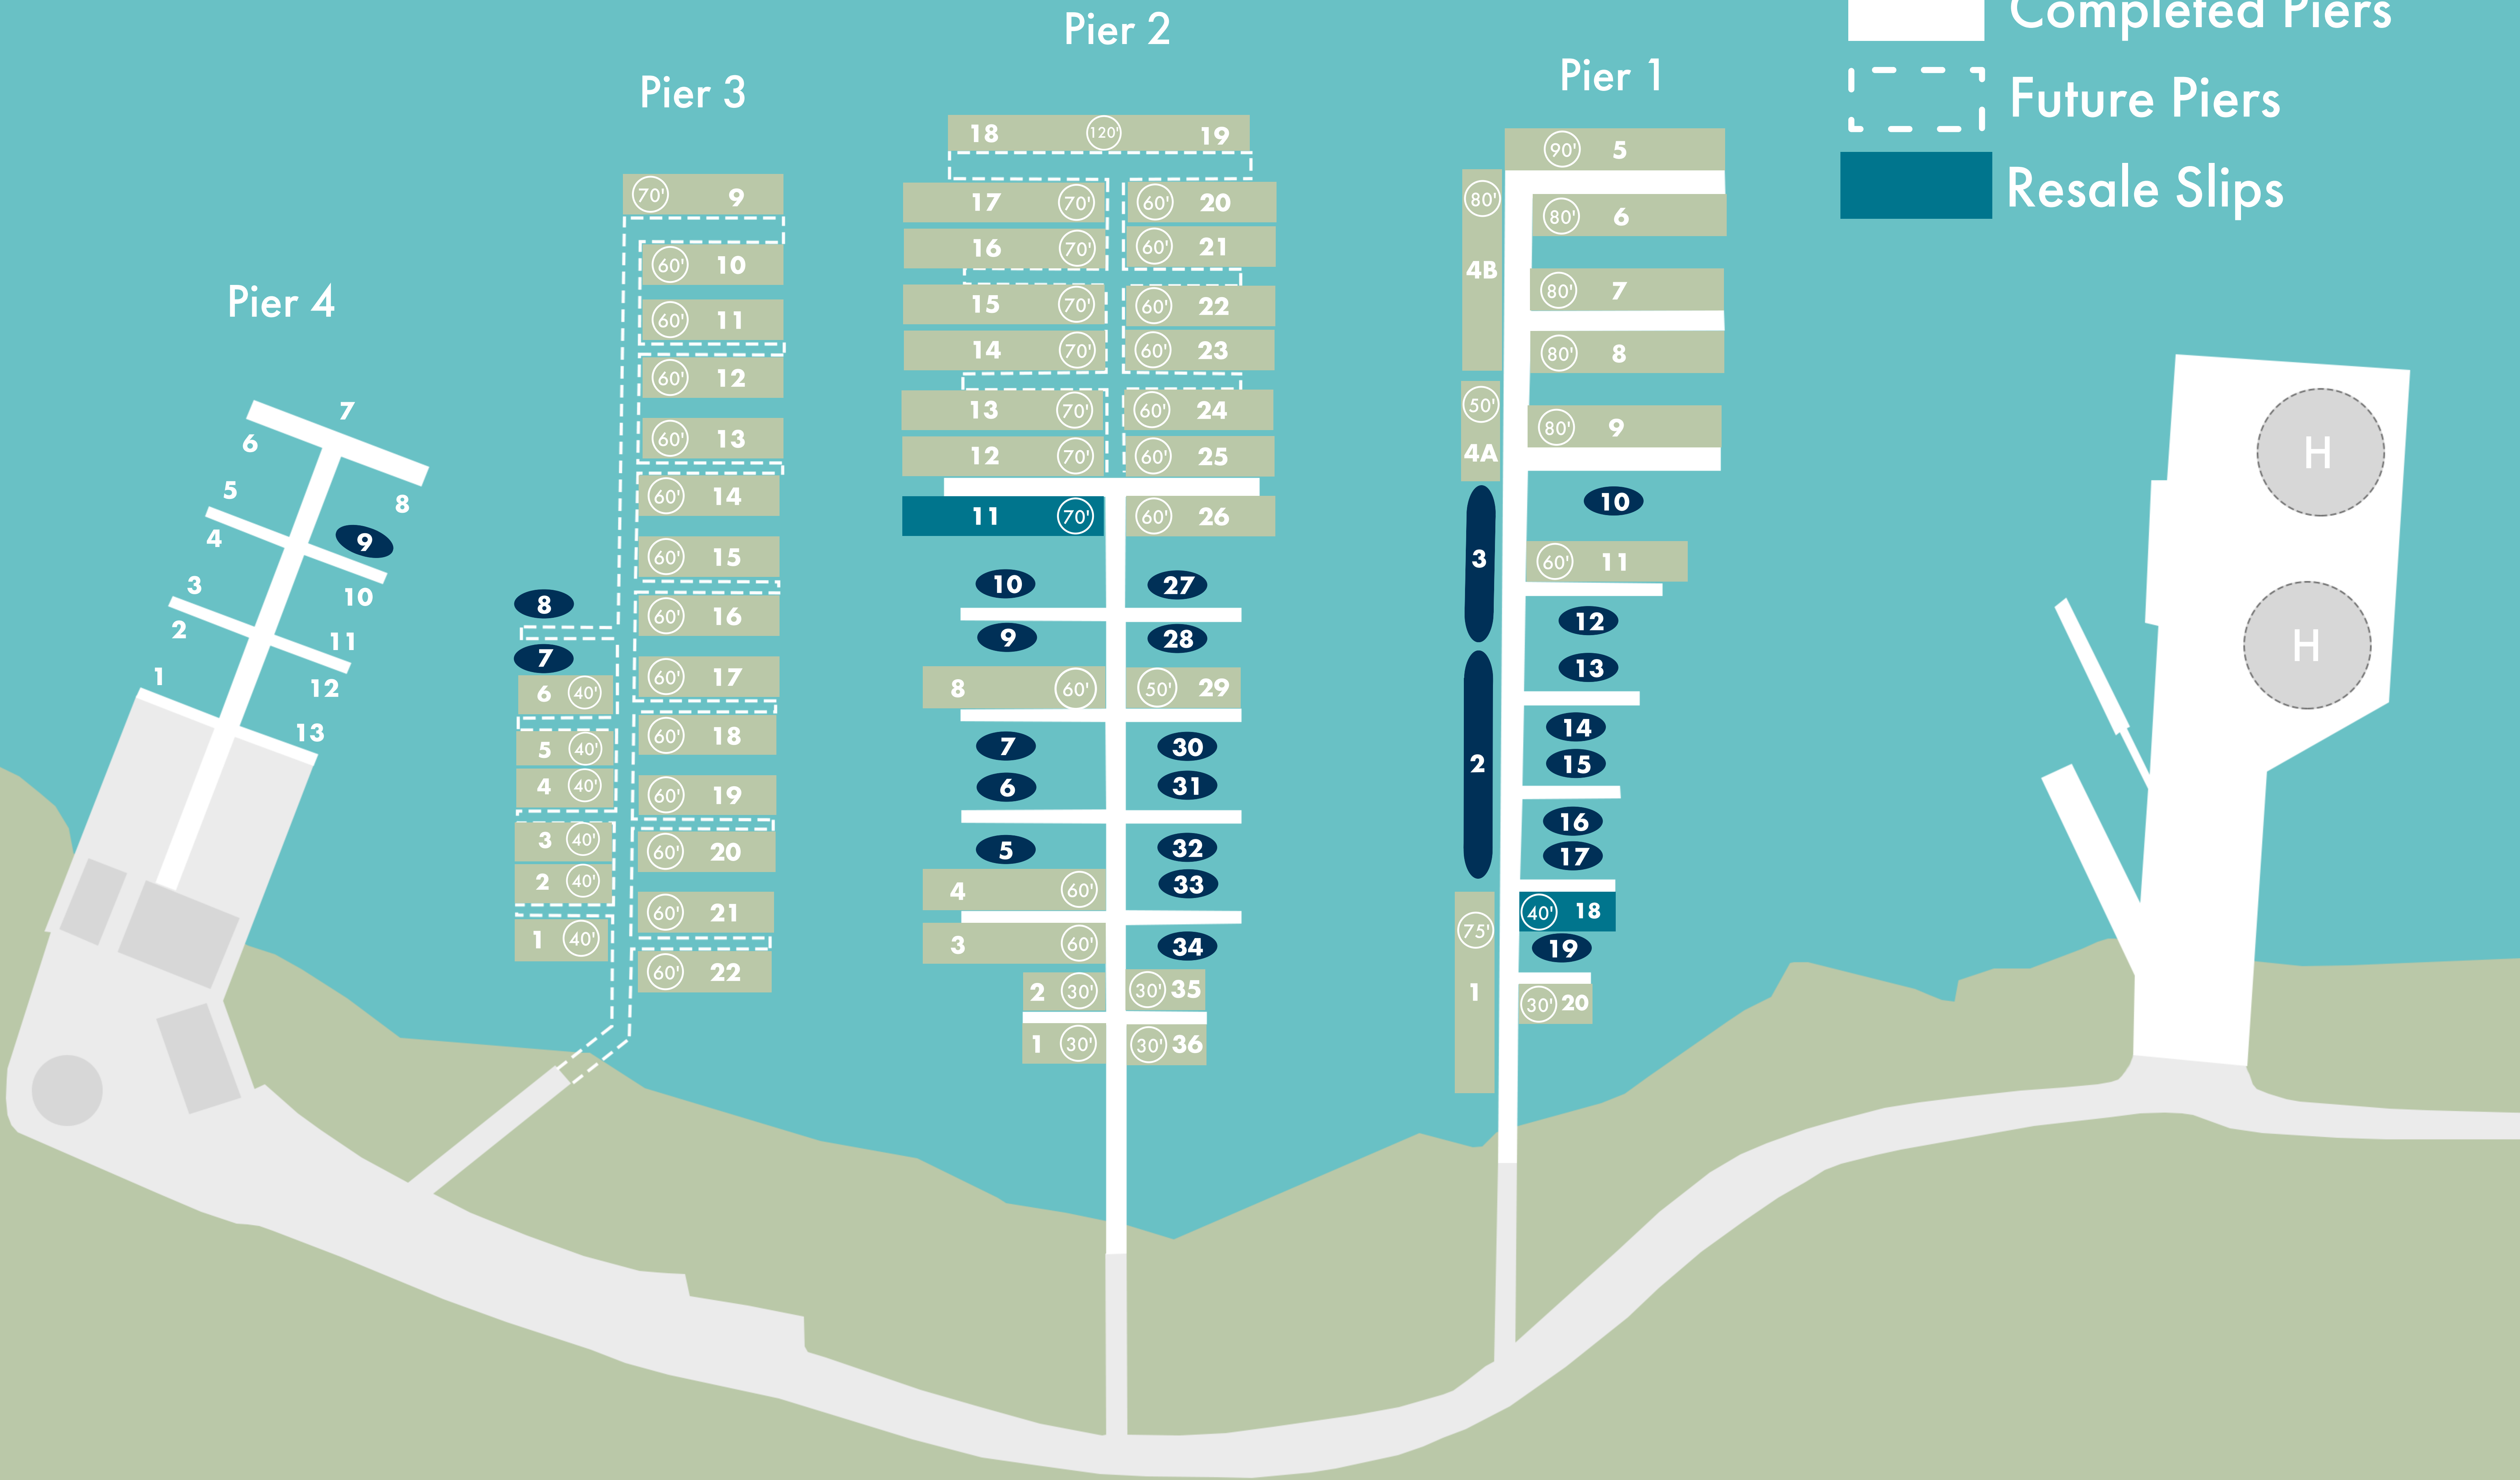 Completed Piers
Future Piers
Resale Slips
Pier 4
7
6
8
5
9
4
10
3
2
11
1
12
13
Pier 3
70' 9
60' 10
60' 11
60' 12
60' 13
60' 14
60' 15
8
60' 16
7
60' 17
6 40'
60' 18
5 40'
4 40'
60' 19
3 40'
60' 20
2 40'
60' 21
1 40'
60' 22
Pier 2
18 120' 19
17 70' 60' 20
16 70' 60' 21
15 70' 60' 22
14 70' 60' 23
13 70' 60' 24
12 70' 60' 25
11 70' 60' 26
10 27
9 28
8 60' 50' 29
7 30
6 31
5 32
4 60' 33
3 60' 34
2 30' 30' 35
1 30' 30' 36
Pier 1
90' 5
80'
80' 6
4B
80' 7
80' 8
50'
80' 9
4A
10
3
60' 11
12
13
14
2
15
16
17
40' 18
75'
19
1
30' 20
H
H